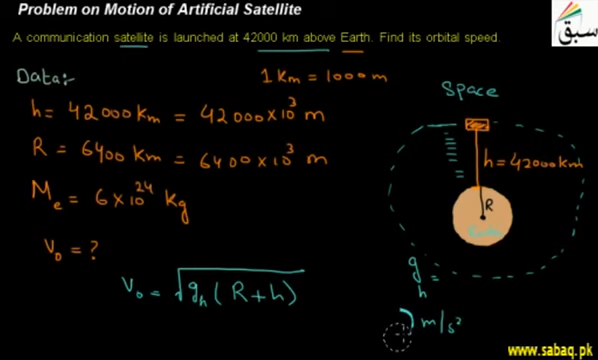 Problem on Motion of Artificial Satellite
A communication satellite is launched at 42000 km above Earth. Find its orbital speed.
سبق
Data:-
1 Km = 1000 m
Space
h = 42000 Km = 42000 × 10³ m
R = 6400 Km = 6400 × 10³ m
Mₑ = 6 × 10²⁴ Kg
V₀ = ?
V₀ = √gₕ (R + h)
h = 42000 Km
R
Earth
gₕ =
m/s²
www.sabaq.pk